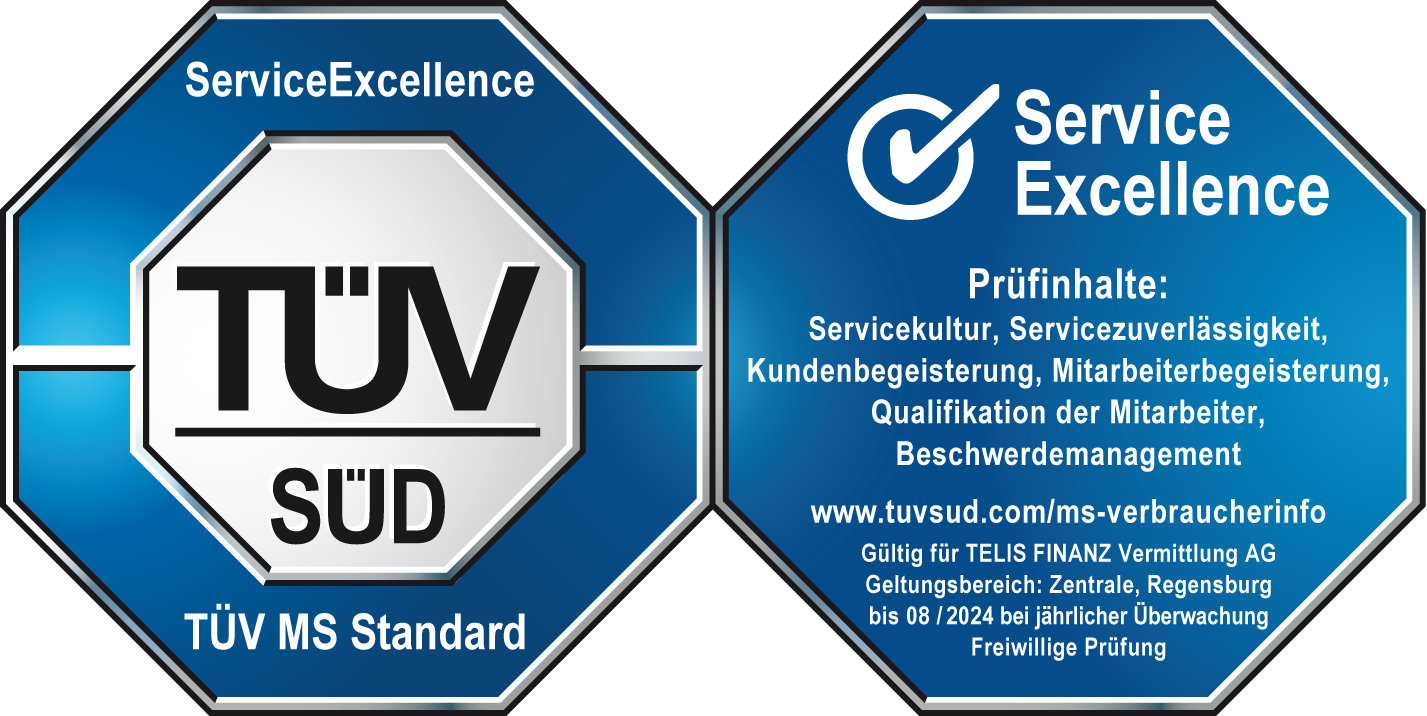 ServiceExcellence
TÜV
SÜD
TÜV MS Standard
Service
Excellence
Prüfinhalte:
Servicekultur, Servicezuverlässigkeit,
Kundenbegeisterung, Mitarbeiterbegeisterung,
Qualifikation der Mitarbeiter,
Beschwerdemanagement
www.tuvsud.com/ms-verbraucherinfo
Gültig für TELIS FINANZ Vermittlung AG
Geltungsbereich: Zentrale, Regensburg
bis 08 / 2024 bei jährlicher Überwachung
Freiwillige Prüfung